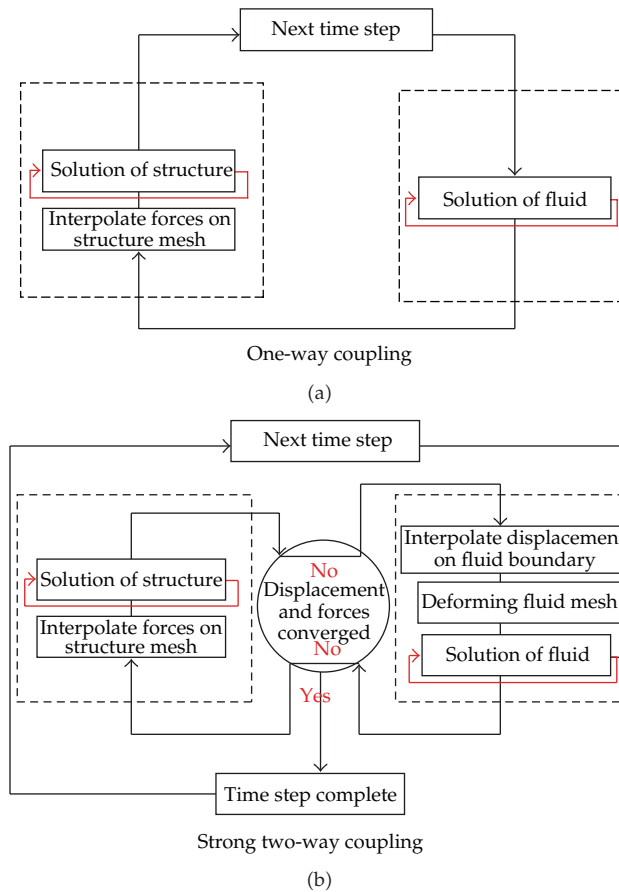 Next time step
Solution of structure
Interpolate forces on
structure mesh
Solution of fluid
One-way coupling
(a)
Next time step
Solution of structure
Interpolate forces on
structure mesh
No
Displacement
and forces
converged
No
Yes
Interpolate displacement
on fluid boundary
Deforming fluid mesh
Solution of fluid
Time step complete
Strong two-way coupling
(b)